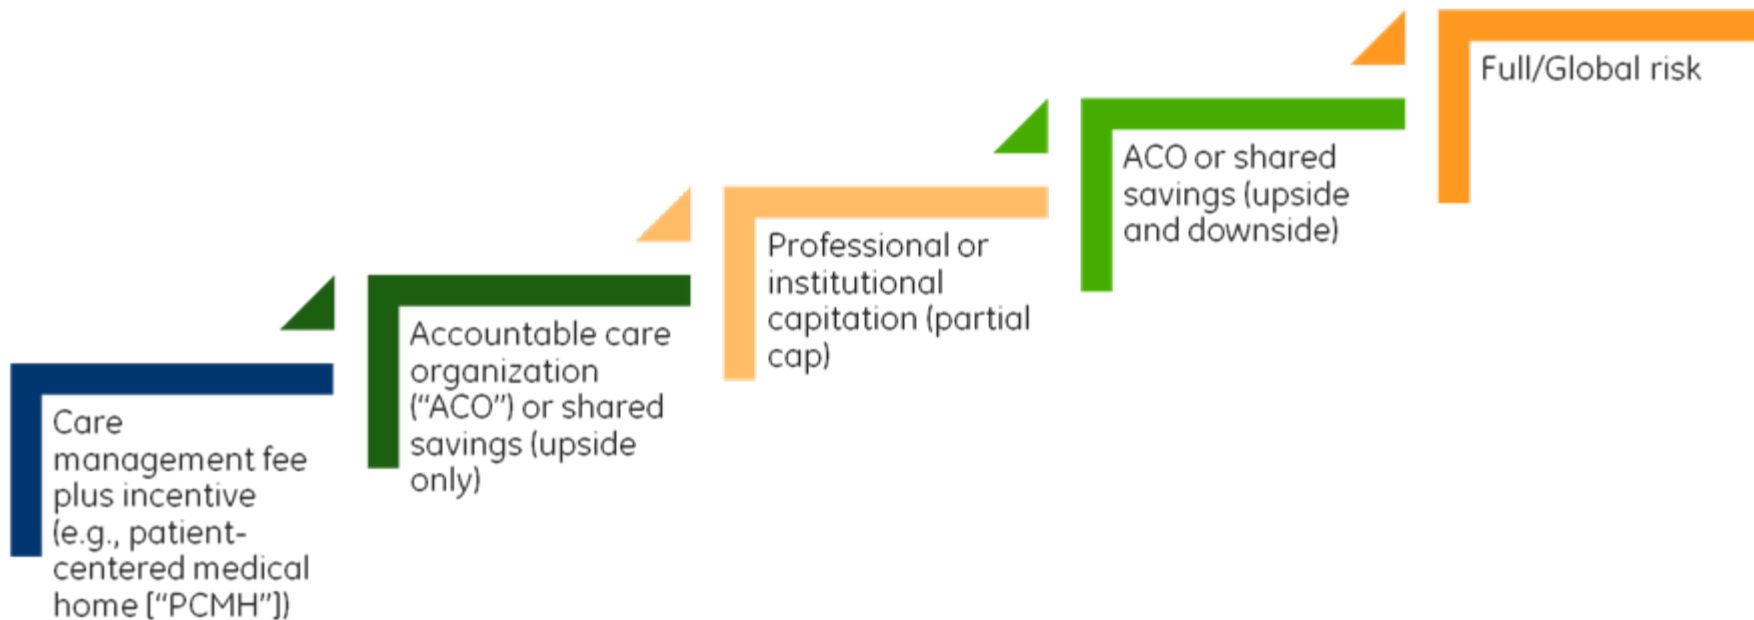 Care
management fee
plus incentive
(e.g., patient-
centered medical
home [“PCMH”])
Accountable care
organization
(“ACO”) or shared
savings (upside
only)
Professional or
institutional
capitation (partial
cap)
ACO or shared
savings (upside
and downside)
Full/Global risk